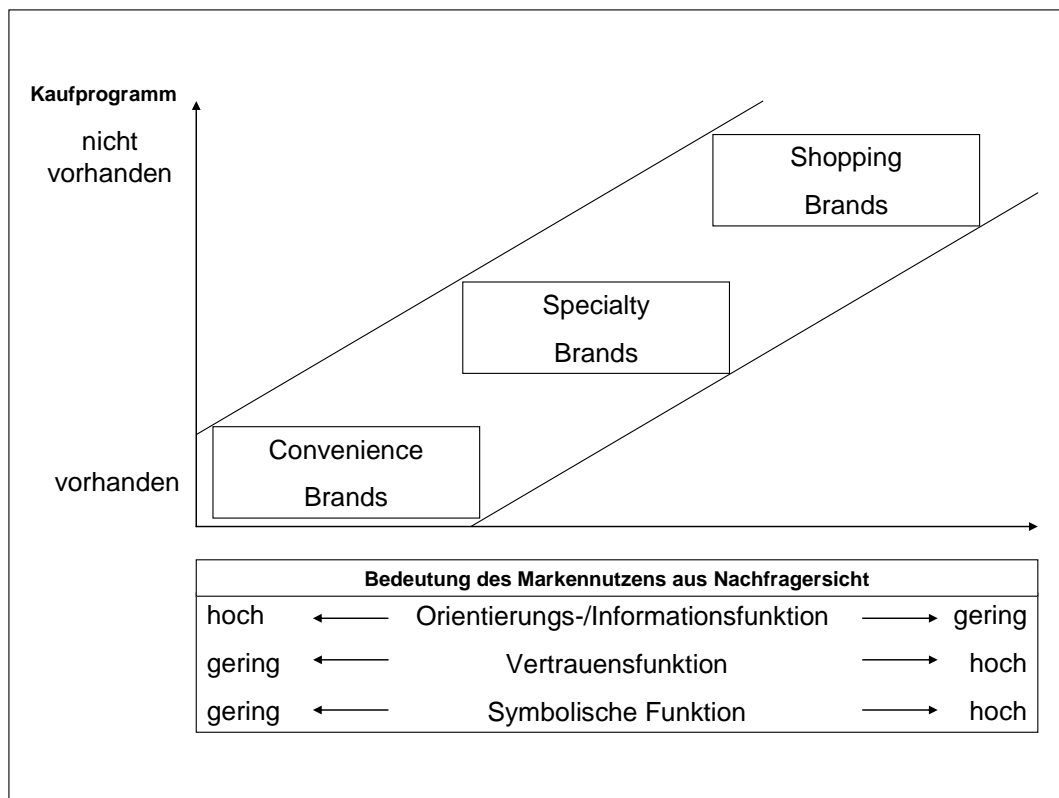 Kaufprogramm
nicht
vorhanden
Shopping
Brands
Specialty
Brands
Convenience
Brands
vorhanden
Bedeutung des Markennutzens aus Nachfragersicht
hoch Orientierungs-/Informationsfunktion gering
gering Vertrauensfunktion hoch
gering Symbolische Funktion hoch